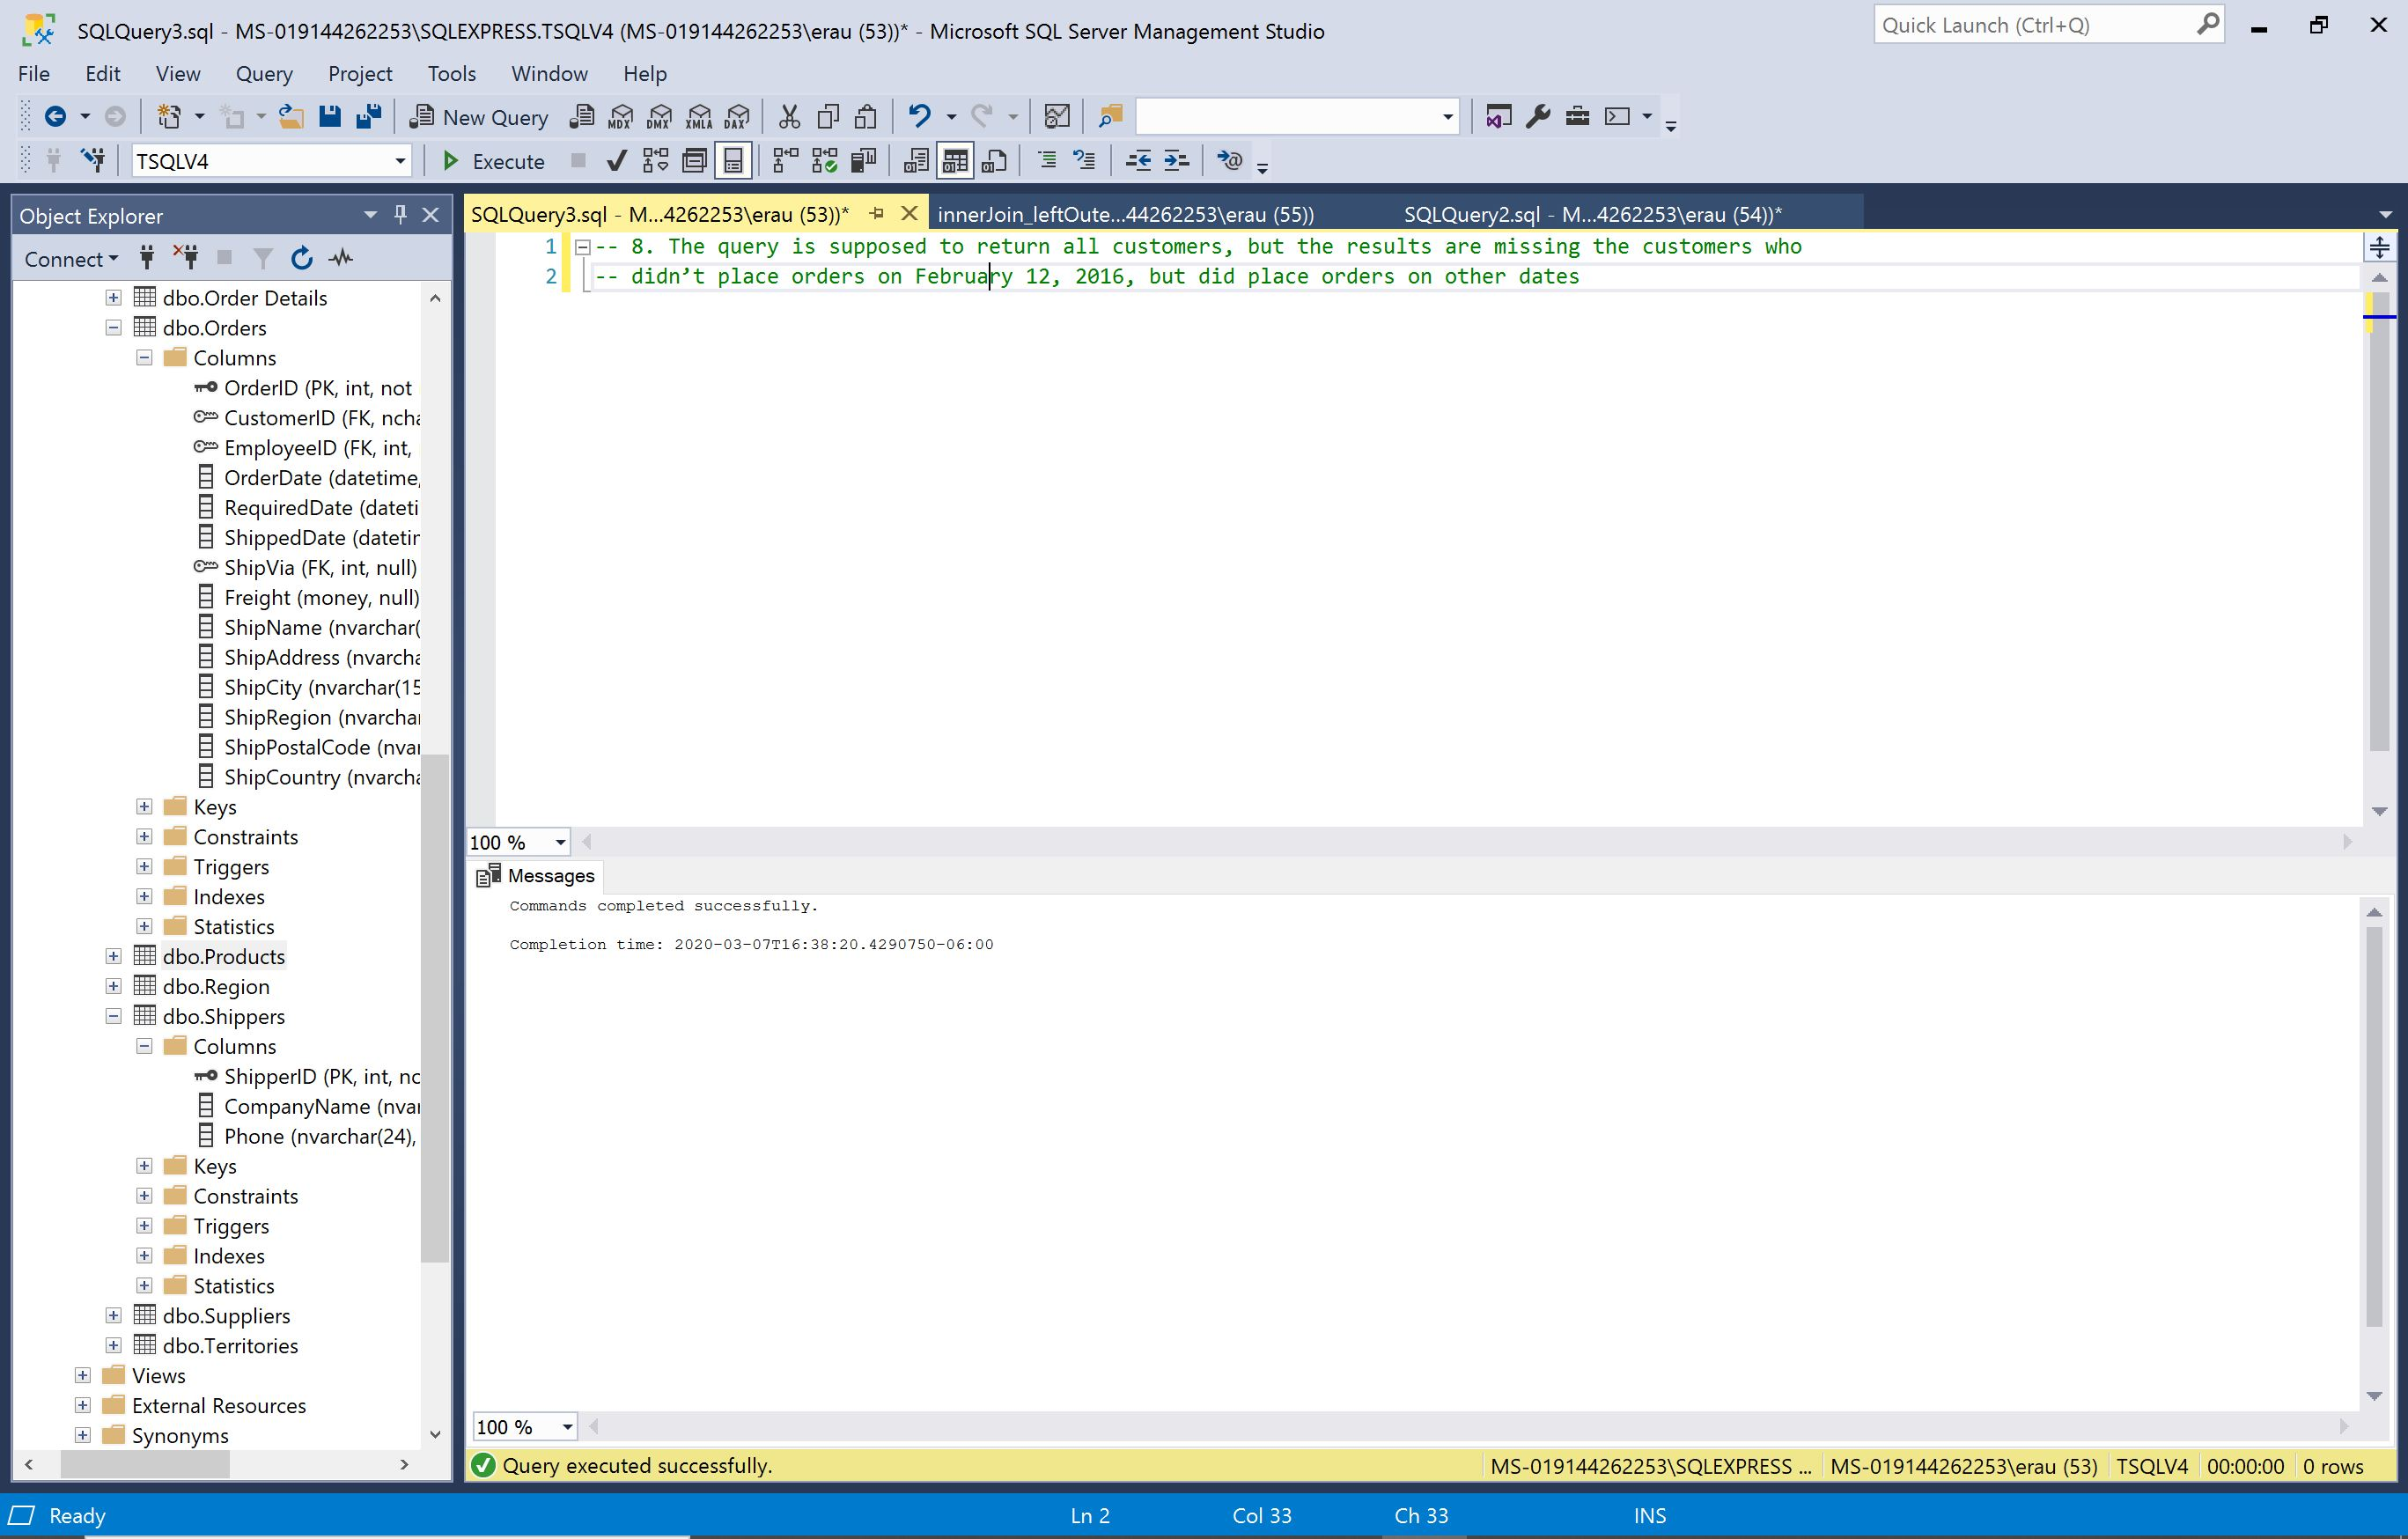 SQLQuery3.sql - MS-019144262253\SQLEXPRESS.TSQLV4 (MS-019144262253\erau (53))* - Microsoft SQL Server Management Studio
Quick Launch (Ctrl+Q)
File Edit View Query Project Tools Window Help
New Query MDX DMX XMLA DAX
TSQLV4 Execute
Object Explorer
Connect
dbo.Order Details
dbo.Orders
Columns
OrderID (PK, int, not
CustomerID (FK, ncha
EmployeeID (FK, int,
OrderDate (datetime,
RequiredDate (dateti
ShippedDate (datetin
ShipVia (FK, int, null)
Freight (money, null)
ShipName (nvarchar(
ShipAddress (nvarcha
ShipCity (nvarchar(15
ShipRegion (nvarchar
ShipPostalCode (nvar
ShipCountry (nvarcha
Keys
Constraints
Triggers
Indexes
Statistics
dbo.Products
dbo.Region
dbo.Shippers
Columns
ShipperID (PK, int, no
CompanyName (nvar
Phone (nvarchar(24),
Keys
Constraints
Triggers
Indexes
Statistics
dbo.Suppliers
dbo.Territories
Views
External Resources
Synonyms
SQLQuery3.sql - M...4262253\erau (53))* innerJoin_leftOute...44262253\erau (55)) SQLQuery2.sql - M...4262253\erau (54))*
1 -- 8. The query is supposed to return all customers, but the results are missing the customers who
2 -- didn’t place orders on February 12, 2016, but did place orders on other dates
100 %
Messages
Commands completed successfully.
Completion time: 2020-03-07T16:38:20.4290750-06:00
100 %
Query executed successfully. MS-019144262253\SQLEXPRESS ... MS-019144262253\erau (53) TSQLV4 00:00:00 0 rows
Ready Ln 2 Col 33 Ch 33 INS